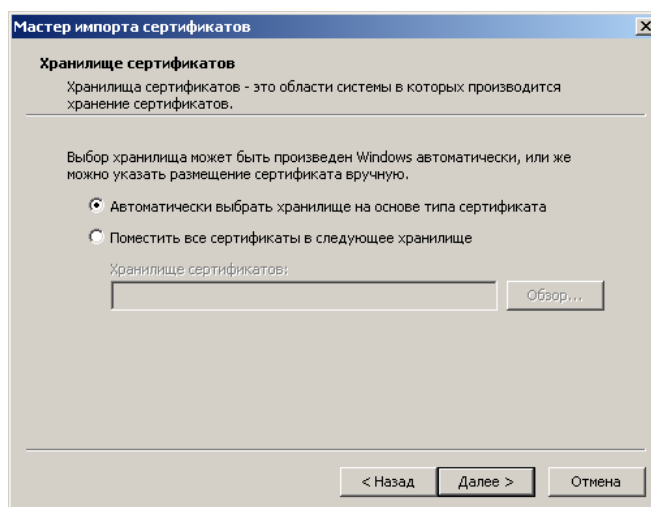 Мастер импорта сертификатов
Хранилище сертификатов
Хранилища сертификатов - это области системы в которых производится
хранение сертификатов.
Выбор хранилища может быть произведен Windows автоматически, или же
можно указать размещение сертификата вручную.
Автоматически выбрать хранилище на основе типа сертификата
Поместить все сертификаты в следующее хранилище
Хранилище сертификатов:
Обзор...
< Назад
Далее >
Отмена